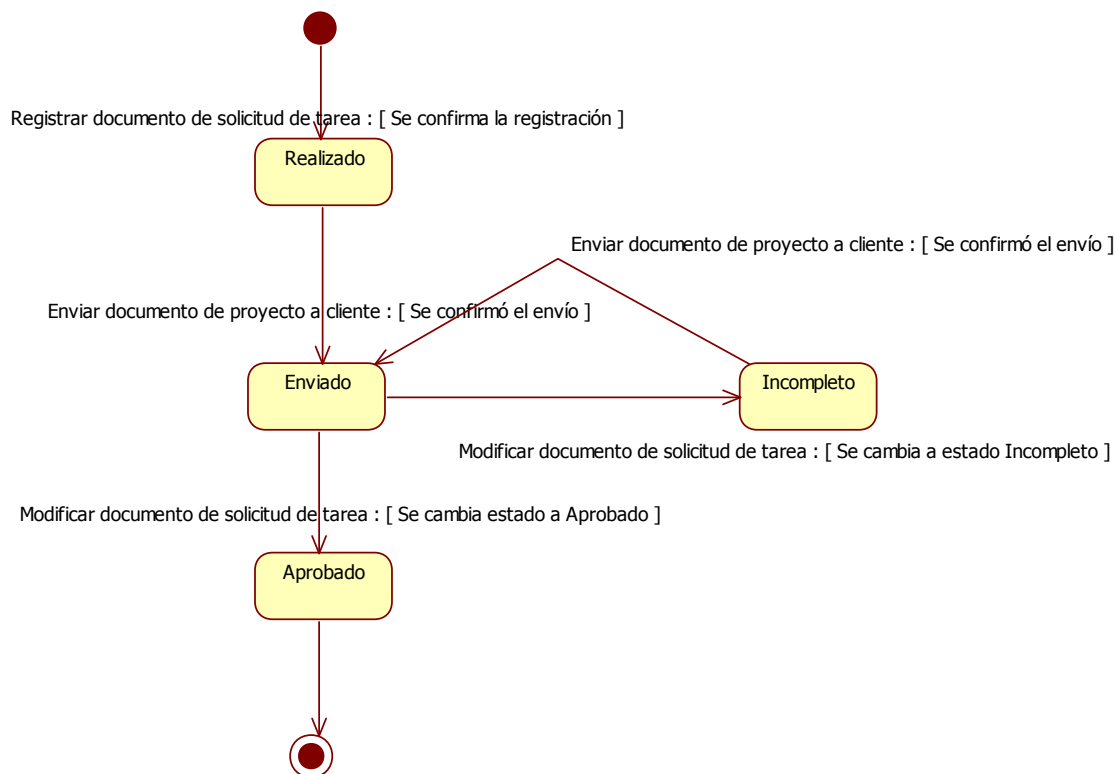 Registrar documento de solicitud de tarea : [ Se confirma la registración ]
Realizado
Enviar documento de proyecto a cliente : [ Se confirmó el envío ]
Enviar documento de proyecto a cliente : [ Se confirmó el envío ]
Enviado
Incompleto
Modificar documento de solicitud de tarea : [ Se cambia a estado Incompleto ]
Modificar documento de solicitud de tarea : [ Se cambia estado a Aprobado ]
Aprobado